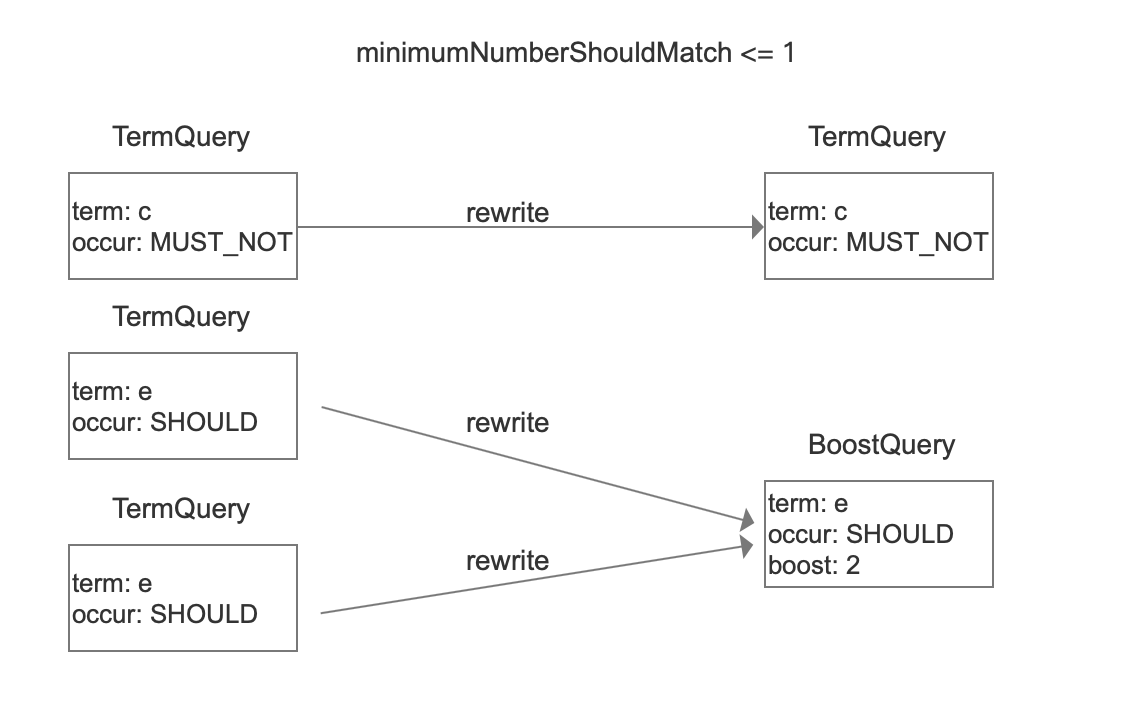 minimumNumberShouldMatch <= 1
TermQuery
term: c
occur: MUST_NOT
rewrite
TermQuery
term: c
occur: MUST_NOT
TermQuery
term: e
occur: SHOULD
rewrite
TermQuery
term: e
occur: SHOULD
rewrite
BoostQuery
term: e
occur: SHOULD
boost: 2